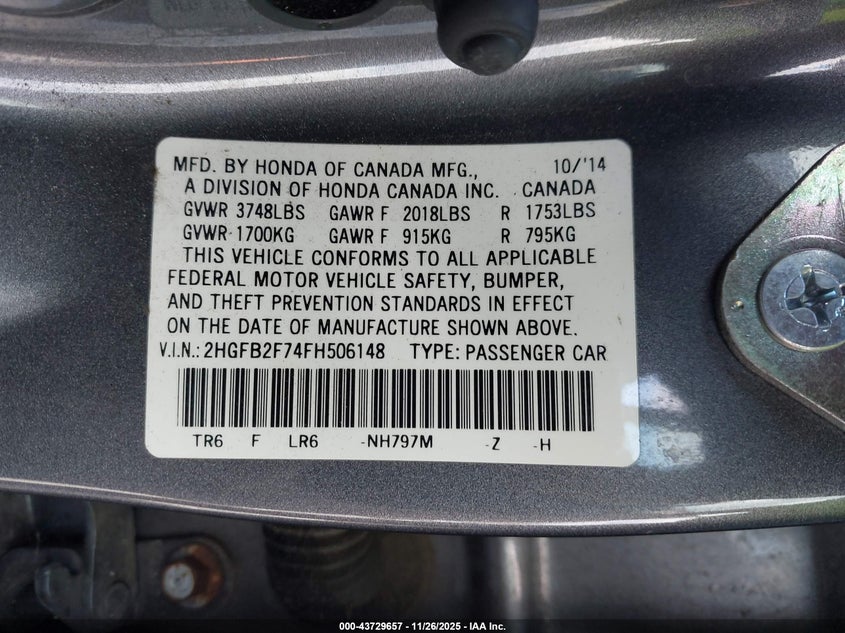 MFD. BY HONDA OF CANADA MFG., 10/'14
A DIVISION OF HONDA CANADA INC. CANADA
GVWR 3748LBS GAWR F 2018LBS R 1753LBS
GVWR 1700KG GAWR F 915KG R 795KG
THIS VEHICLE CONFORMS TO ALL APPLICABLE
FEDERAL MOTOR VEHICLE SAFETY, BUMPER,
AND THEFT PREVENTION STANDARDS IN EFFECT
ON THE DATE OF MANUFACTURE SHOWN ABOVE.
V.I.N.: 2HGFB2F74FH506148 TYPE: PASSENGER CAR
TR6 F LR6 -NH797M -Z -H
000-43729657 - 11/26/2025 - IAA Inc.